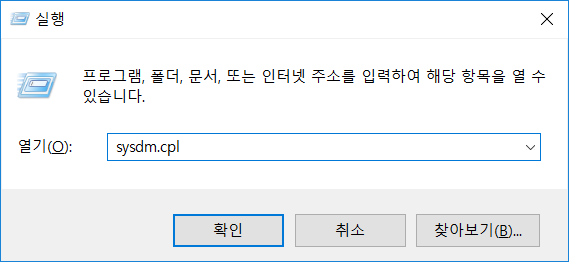 실행
프로그램, 폴더, 문서, 또는 인터넷 주소를 입력하여 해당 항목을 열 수
있습니다.
열기(O): sysdm.cpl
확인 취소 찾아보기(B)...